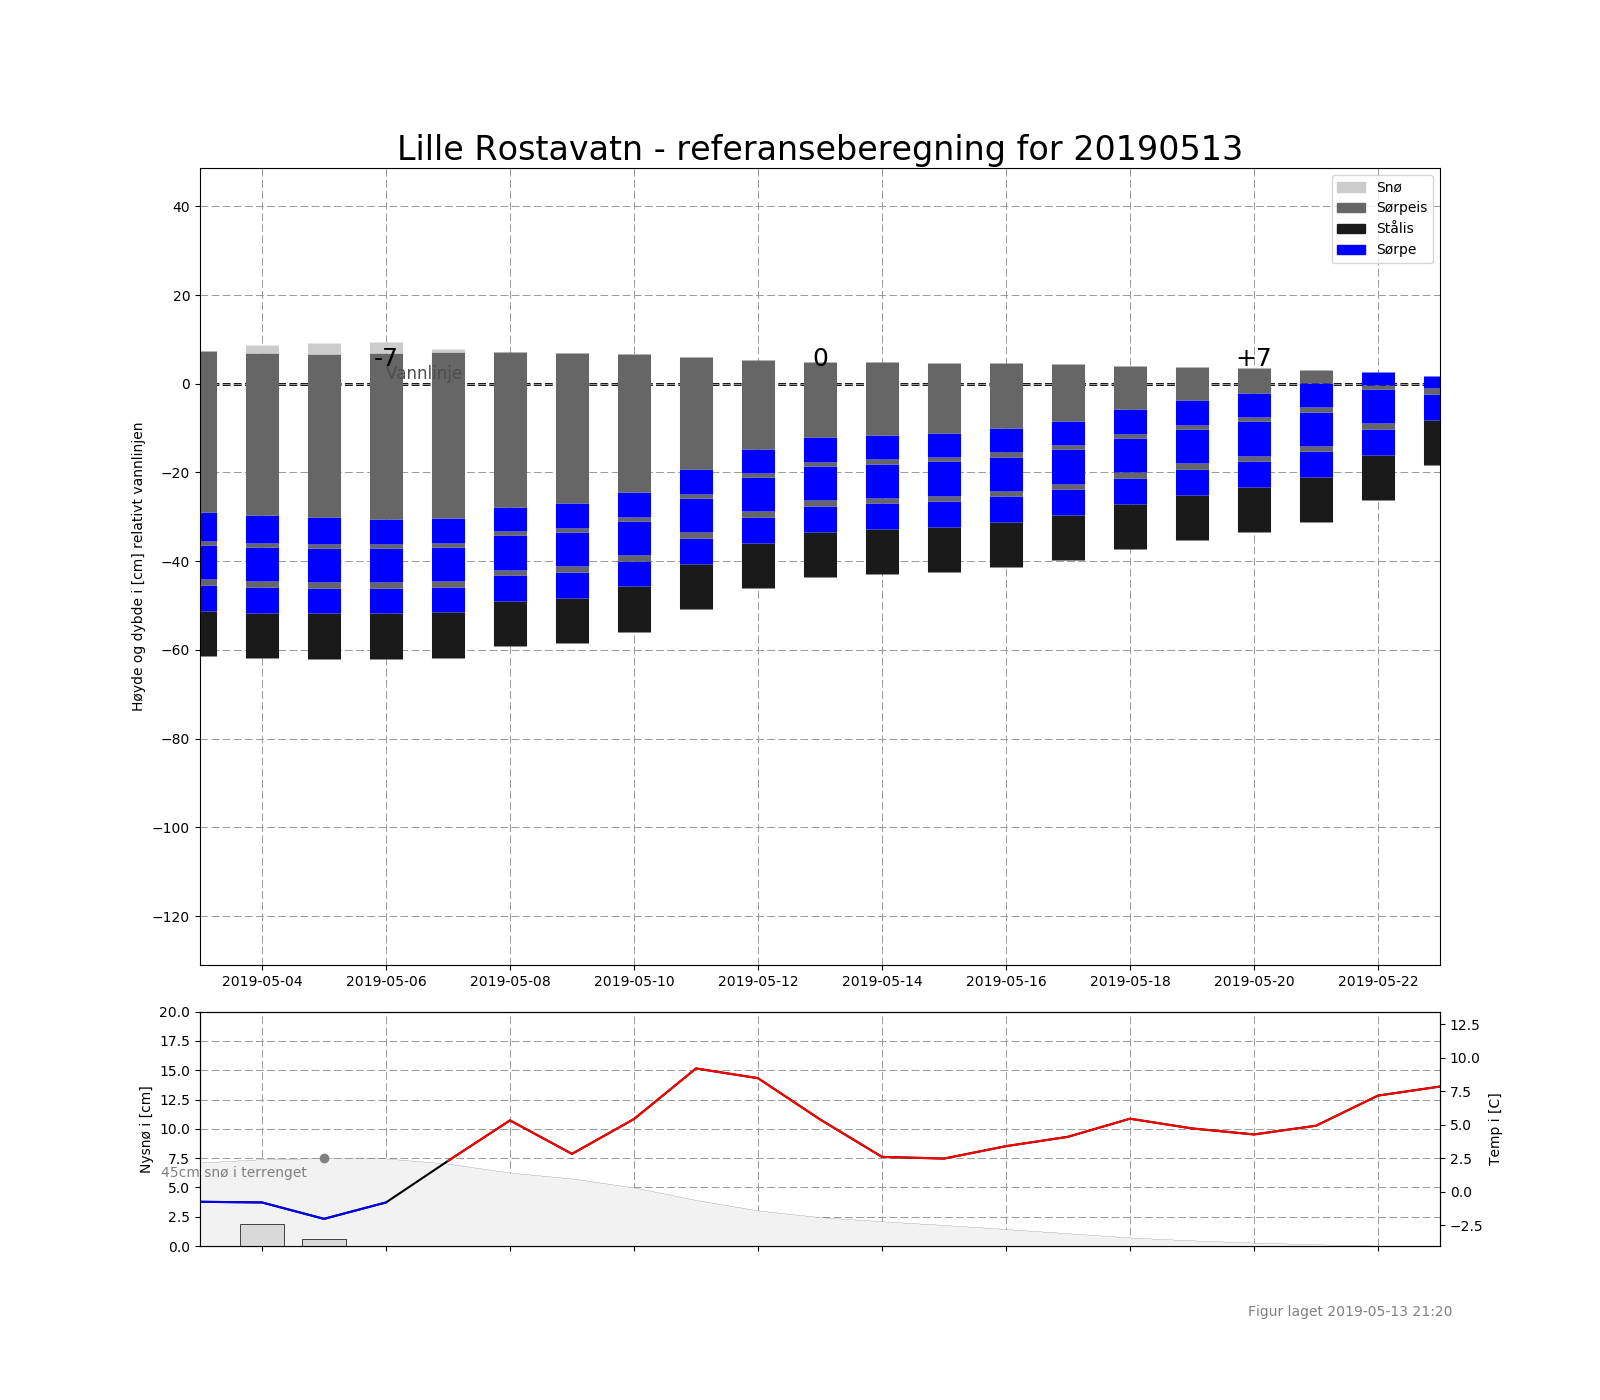 Lille Rostavatn - referanseberegning for 20190513
Snø
Sørpeis
Stålis
Sørpe
40
20
0
−20
−40
−60
−80
−100
−120
Høyde og dybde i [cm] relativt vannlinjen
-7
0
+7
Vannlinje
2019-05-04 2019-05-06 2019-05-08 2019-05-10 2019-05-12 2019-05-14 2019-05-16 2019-05-18 2019-05-20 2019-05-22
20.0
17.5
15.0
12.5
10.0
7.5
5.0
2.5
0.0
Nysnø i [cm]
45cm snø i terrenget
12.5
10.0
7.5
5.0
2.5
0.0
−2.5
Temp i [C]
Figur laget 2019-05-13 21:20